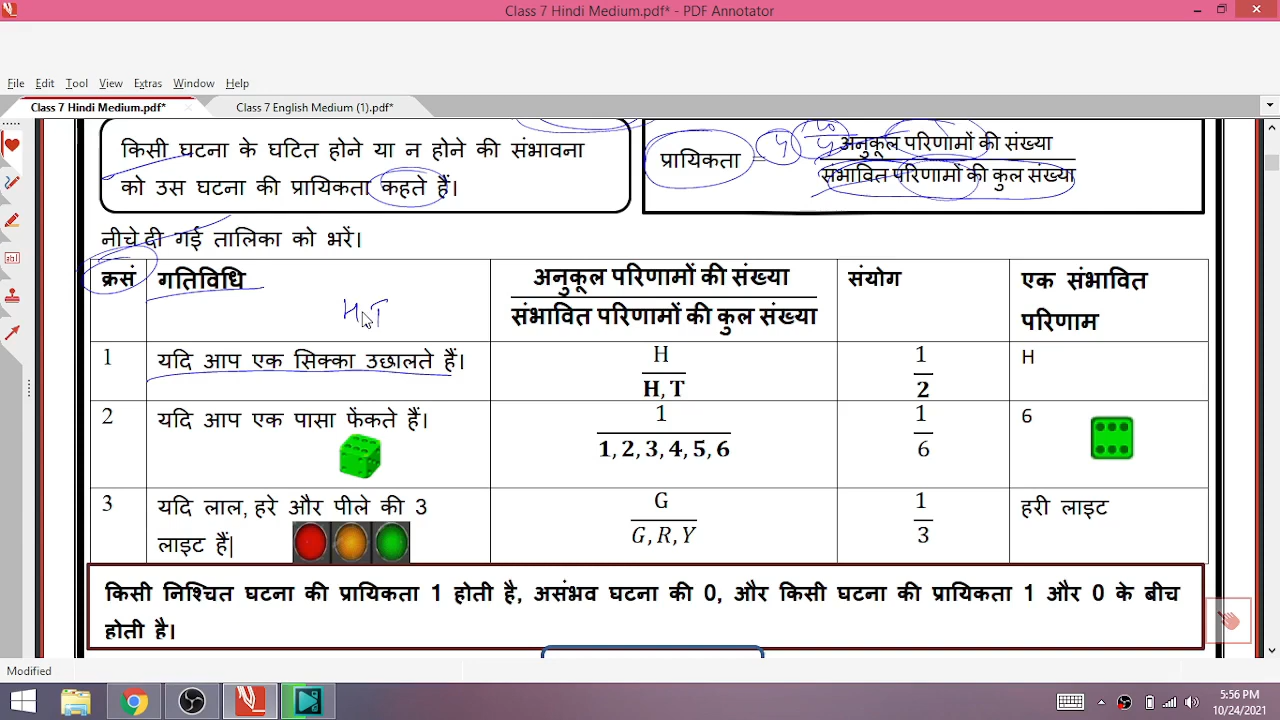 Class 7 Hindi Medium.pdf* - PDF Annotator
File Edit Tool View Extras Window Help
Class 7 Hindi Medium.pdf* Class 7 English Medium (1).pdf*
किसी घटना के घटित होने या न होने की संभावना
को उस घटना की प्रायिकता कहते हैं।
प्रायिकता = अनुकूल परिणामों की संख्या
संभावित परिणामों की कुल संख्या
नीचे दी गई तालिका को भरें।
क्रसं गतिविधि अनुकूल परिणामों की संख्या संयोग एक संभावित
संभावित परिणामों की कुल संख्या परिणाम
H T
1 यदि आप एक सिक्का उछालते हैं। H 1 H
H, T 2
2 यदि आप एक पासा फेंकते हैं। 1 1 6
1, 2, 3, 4, 5, 6 6
3 यदि लाल, हरे और पीले की 3 G 1 हरी लाइट
लाइट हैं| G, R, Y 3
किसी निश्चित घटना की प्रायिकता 1 होती है, असंभव घटना की 0, और किसी घटना की प्रायिकता 1 और 0 के बीच
होती है।
Modified
5:56 PM
10/24/2021